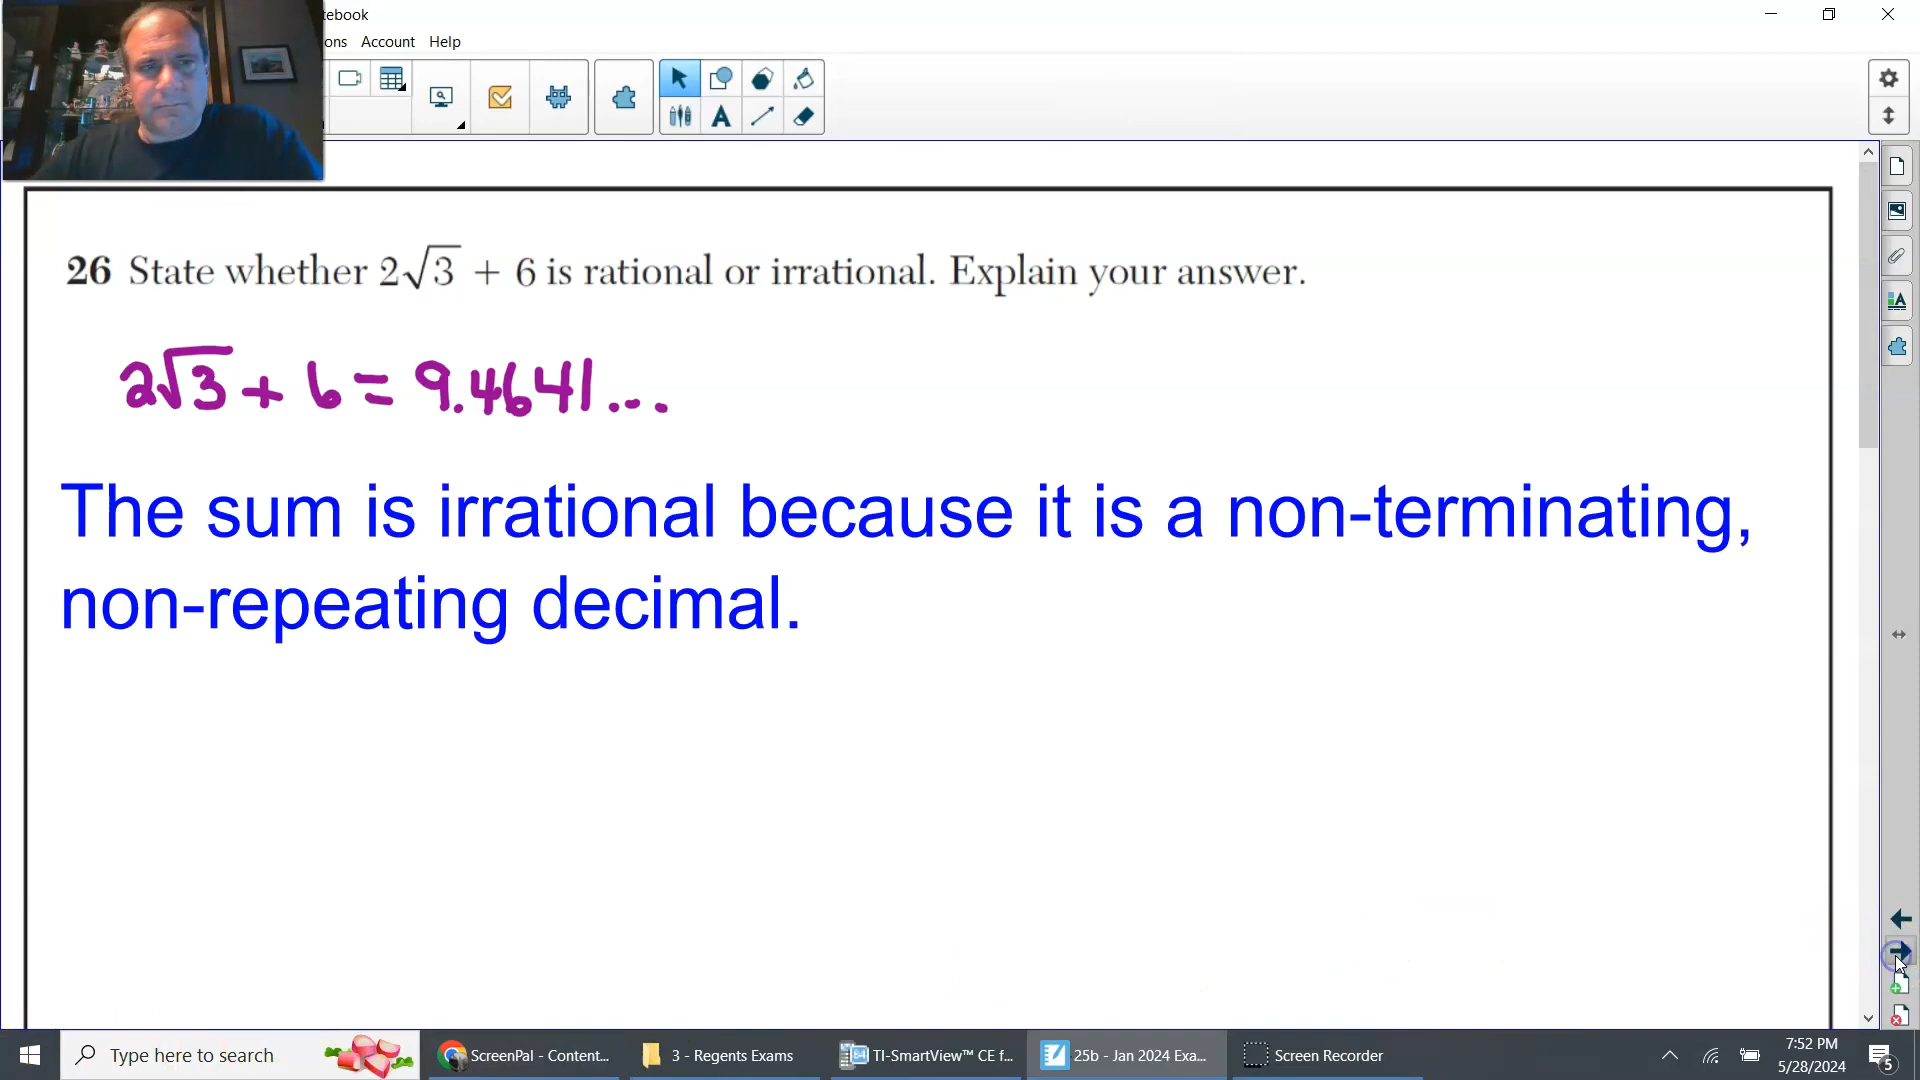 tebook
ons Account Help
26 State whether 2√3 + 6 is rational or irrational. Explain your answer.
2√3 + 6 = 9.4641...
The sum is irrational because it is a non-terminating,
non-repeating decimal.
Type here to search
ScreenPal - Content...
3 - Regents Exams
TI-SmartView™ CE f...
25b - Jan 2024 Exa...
Screen Recorder
7:52 PM
5/28/2024
5